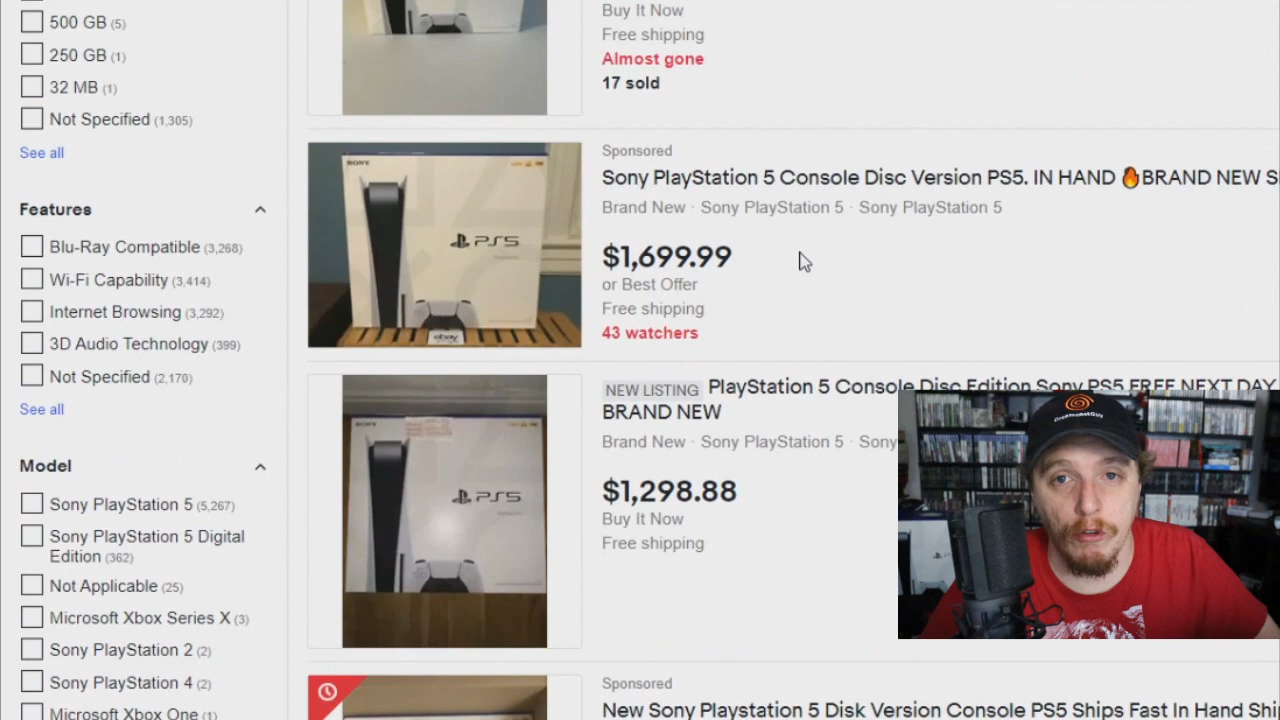 500 GB (5)
250 GB (1)
32 MB (1)
Not Specified (1,305)
See all
Features
Blu-Ray Compatible (3,268)
Wi-Fi Capability (3,414)
Internet Browsing (3,292)
3D Audio Technology (399)
Not Specified (2,170)
See all
Model
Sony PlayStation 5 (5,267)
Sony PlayStation 5 Digital
Edition (362)
Not Applicable (25)
Microsoft Xbox Series X (3)
Sony PlayStation 2 (2)
Sony PlayStation 4 (2)
Microsoft Xbox One (1)
Buy It Now
Free shipping
Almost gone
17 sold
SONY
PS5
ebay
Sponsored
Sony PlayStation 5 Console Disc Version PS5. IN HAND 🔥BRAND NEW S
Brand New · Sony PlayStation 5 · Sony PlayStation 5
$1,699.99
or Best Offer
Free shipping
43 watchers
SONY
PS5
NEW LISTING PlayStation 5 Console Disc Edition Sony PS5 FREE NEXT DAY
BRAND NEW
Brand New · Sony PlayStation 5 · Sony
$1,298.88
Buy It Now
Free shipping
DreamcastGuy
Sponsored
New Sony Playstation 5 Disk Version Console PS5 Ships Fast In Hand Shi